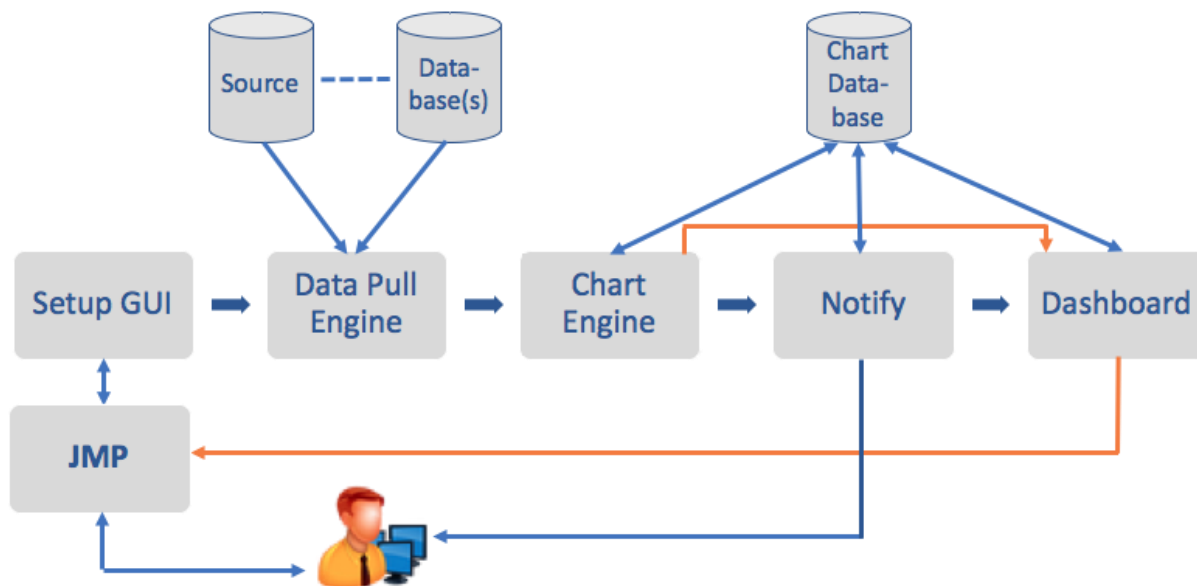 Source
Data-
base(s)
Chart
Data-
base
Setup GUI
Data Pull
Engine
Chart
Engine
Notify
Dashboard
JMP